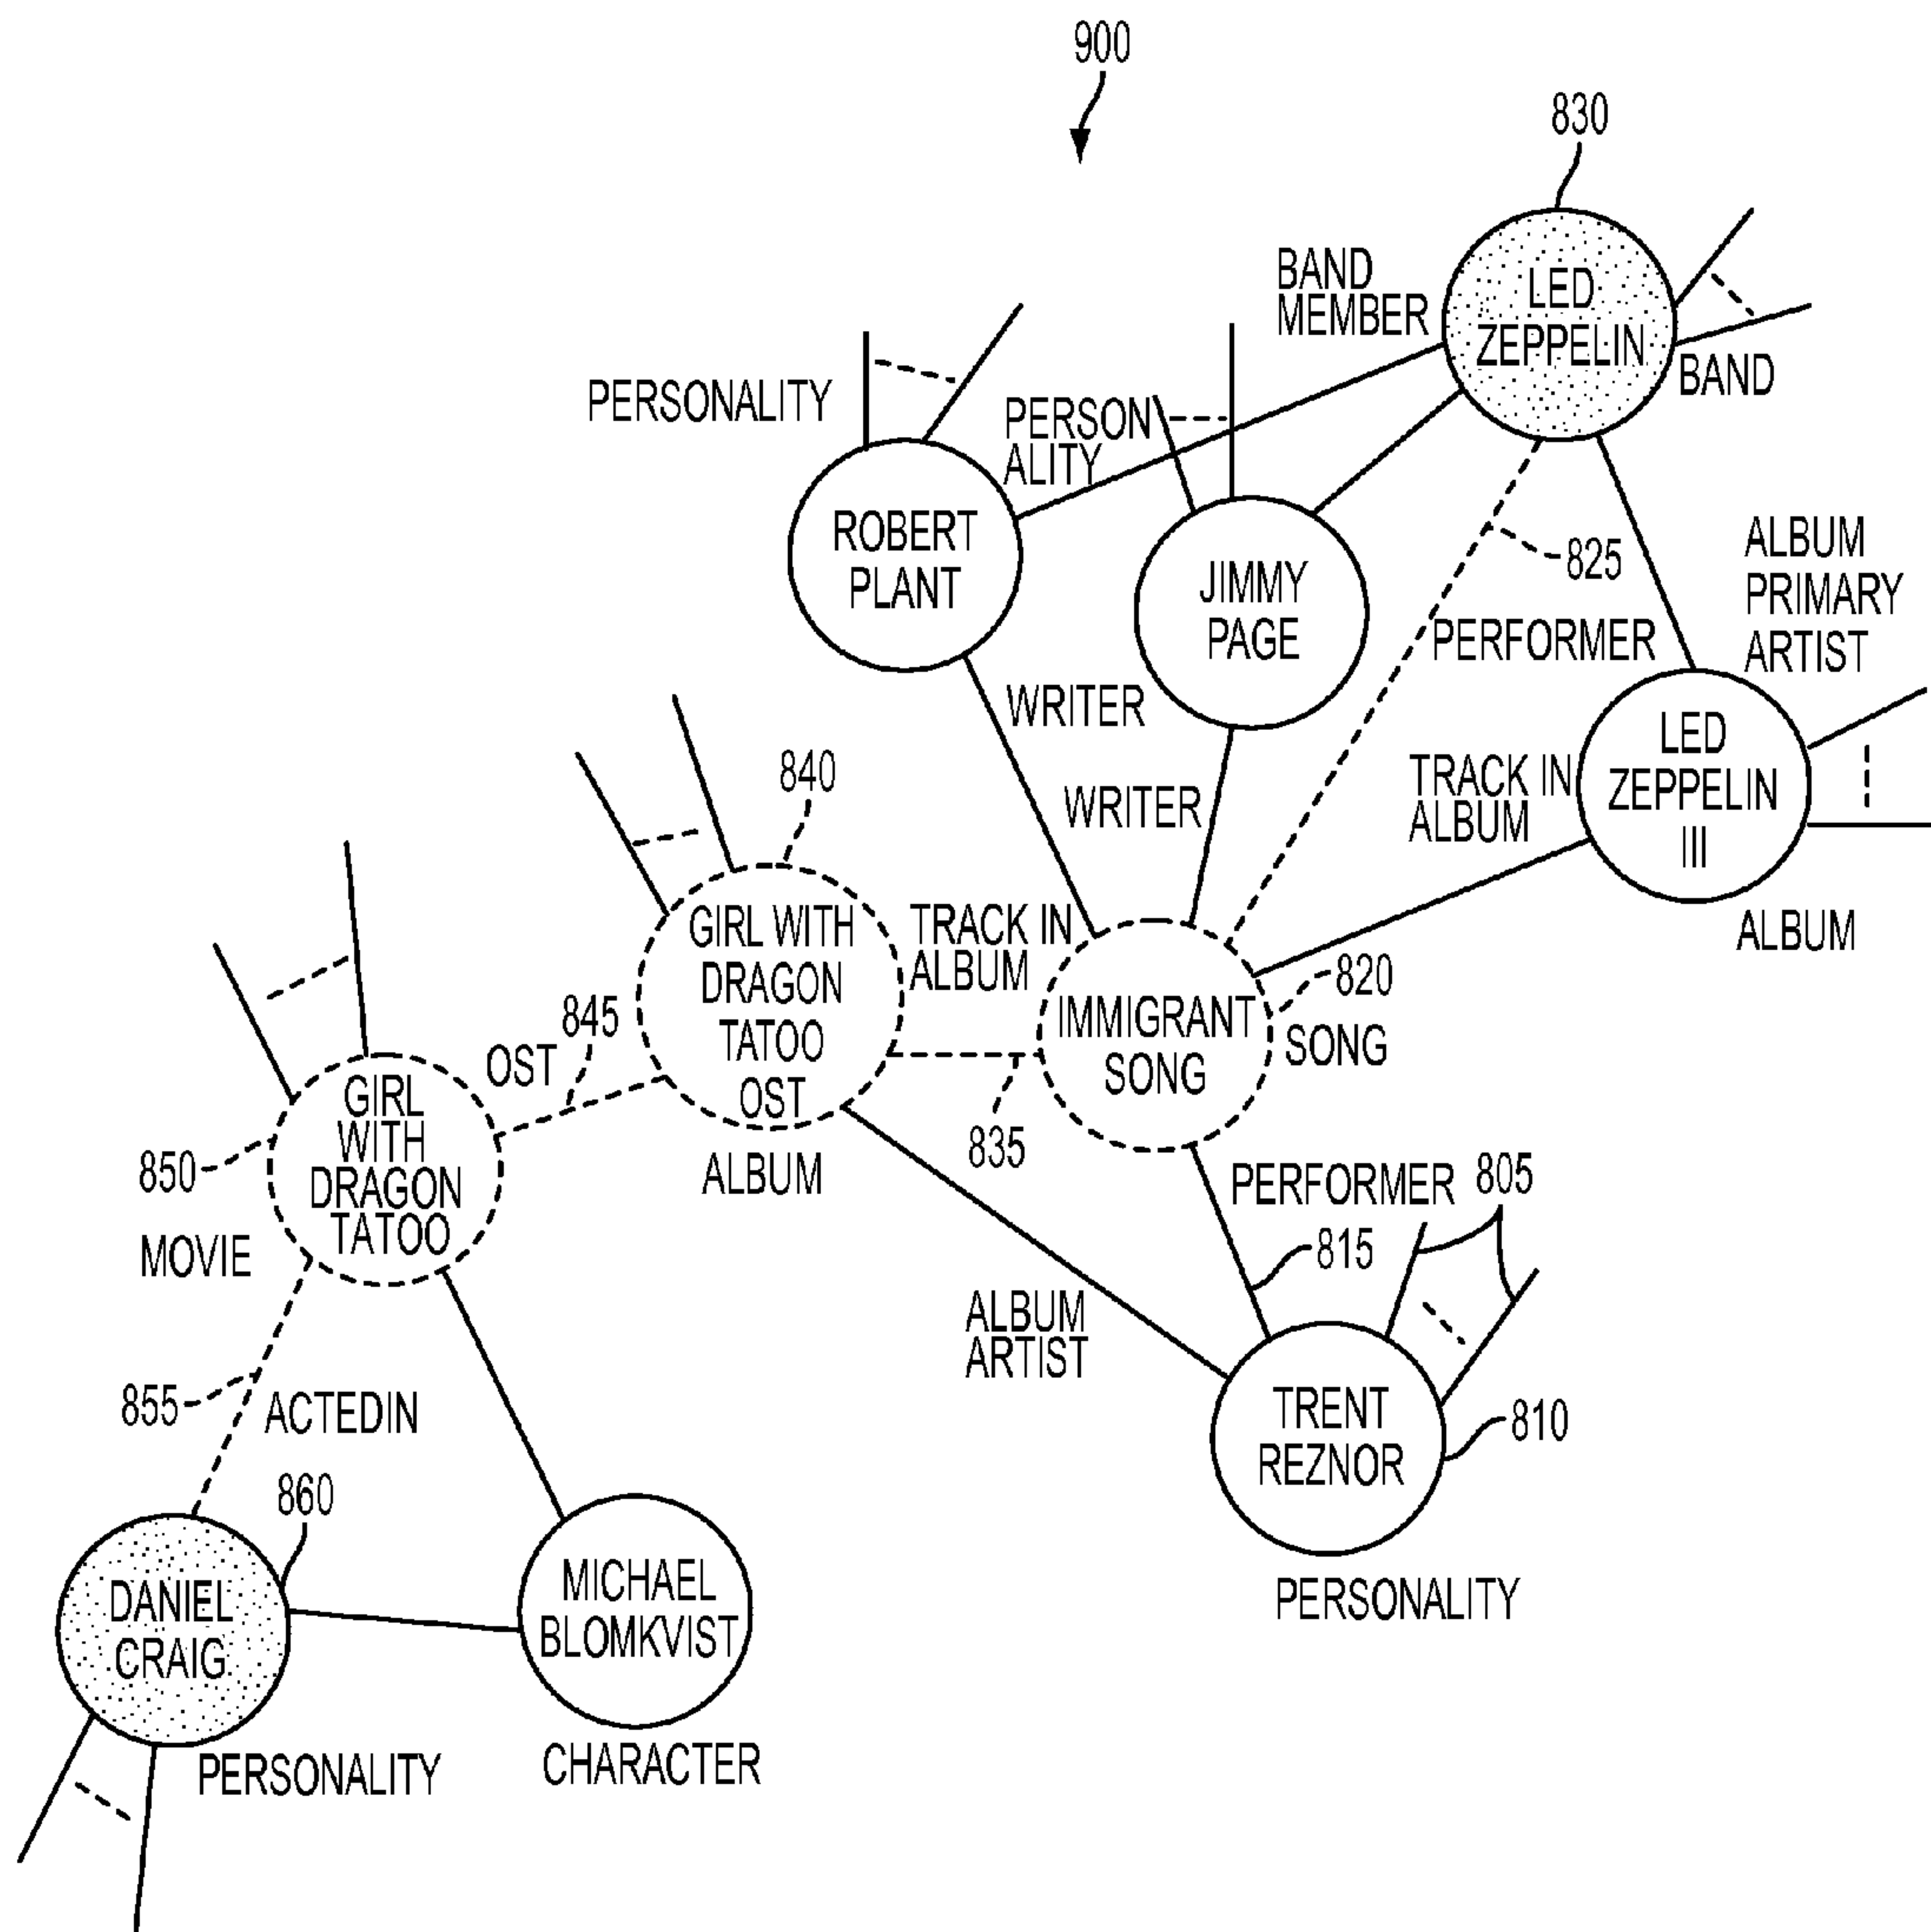 900
830
BAND
MEMBER
LED
ZEPPELIN
BAND
PERSONALITY
PERSON
ALITY
ROBERT
PLANT
JIMMY
PAGE
825
ALBUM
PRIMARY
ARTIST
PERFORMER
WRITER
WRITER
TRACK IN
ALBUM
LED
ZEPPELIN
III
ALBUM
840
GIRL WITH
DRAGON
TATOO
OST
ALBUM
TRACK IN
ALBUM
IMMIGRANT
SONG
820
SONG
845
OST
835
GIRL
WITH
DRAGON
TATOO
850
MOVIE
PERFORMER
805
815
ALBUM
ARTIST
855
ACTEDIN
TRENT
REZNOR
810
PERSONALITY
860
DANIEL
CRAIG
PERSONALITY
MICHAEL
BLOMKVIST
CHARACTER